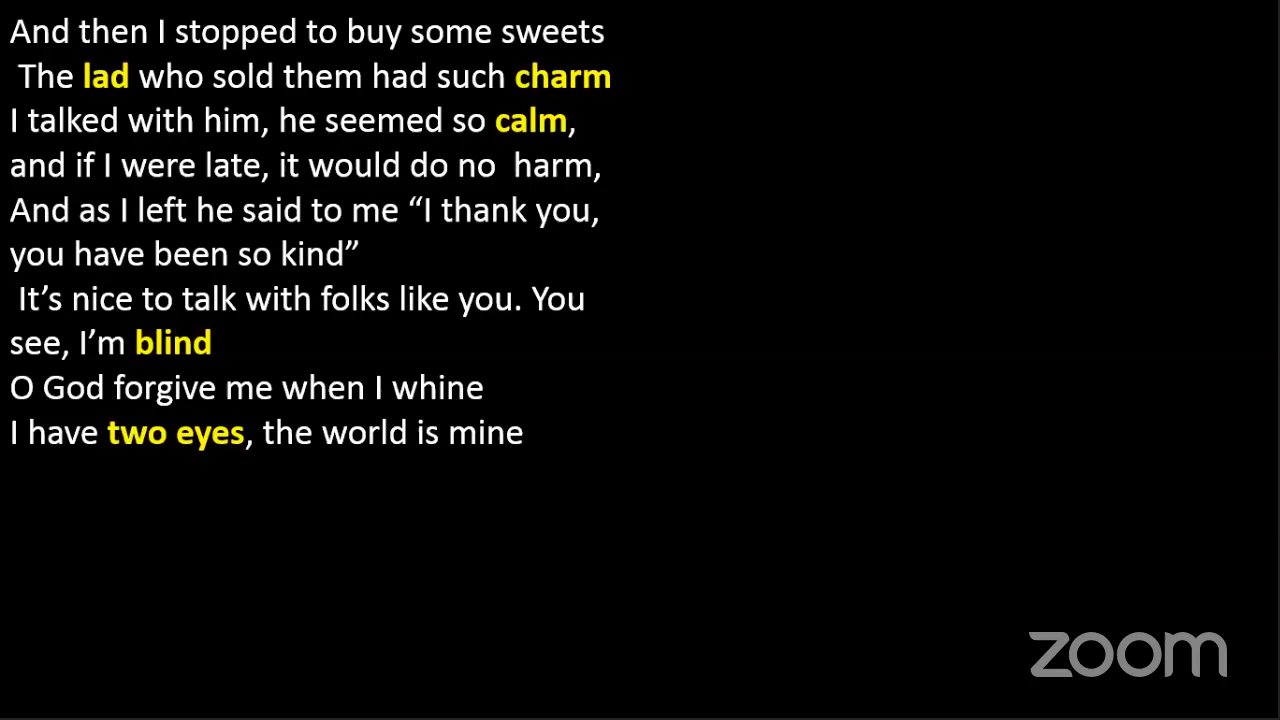 And then I stopped to buy some sweets
The lad who sold them had such charm
I talked with him, he seemed so calm,
and if I were late, it would do no  harm,
And as I left he said to me “I thank you,
you have been so kind”
It’s nice to talk with folks like you. You
see, I’m blind
O God forgive me when I whine
I have two eyes, the world is mine
zoom